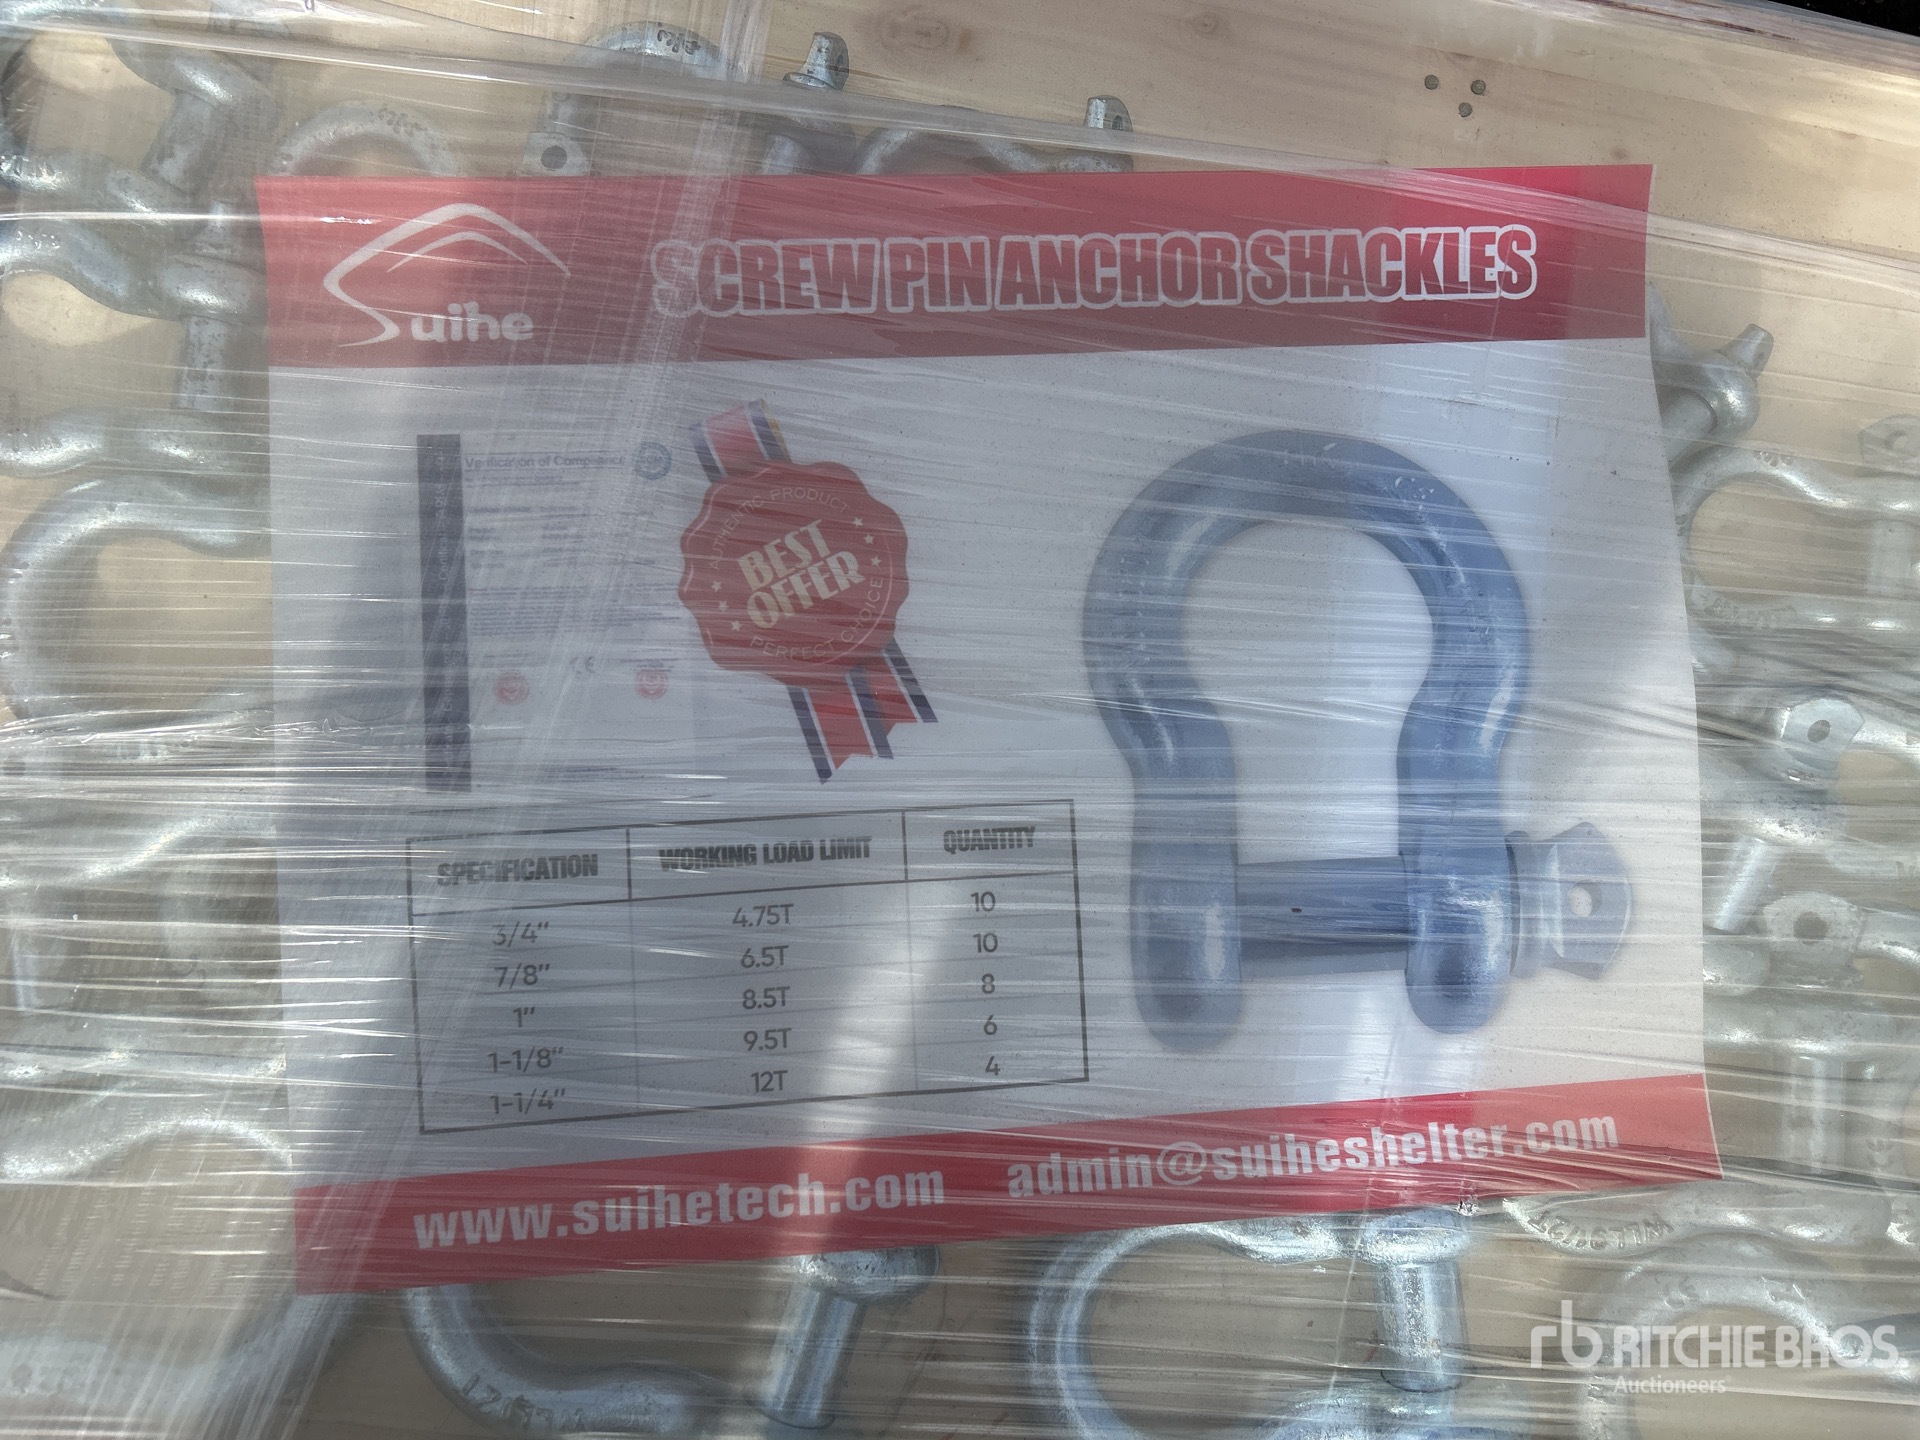 Suihe
SCREW PIN ANCHOR SHACKLES
Verification of Compliance
AUTHENTIC PRODUCT
BEST
OFFER
PERFECT CHOICE
CE
SPECIFICATION WORKING LOAD LIMIT QUANTITY
3/4" 4.75T 10
7/8" 6.5T 10
1" 8.5T 8
1-1/8" 9.5T 6
1-1/4" 12T 4
www.suihetech.com admin@suiheshelter.com
rb RITCHIE BROS.
Auctioneers